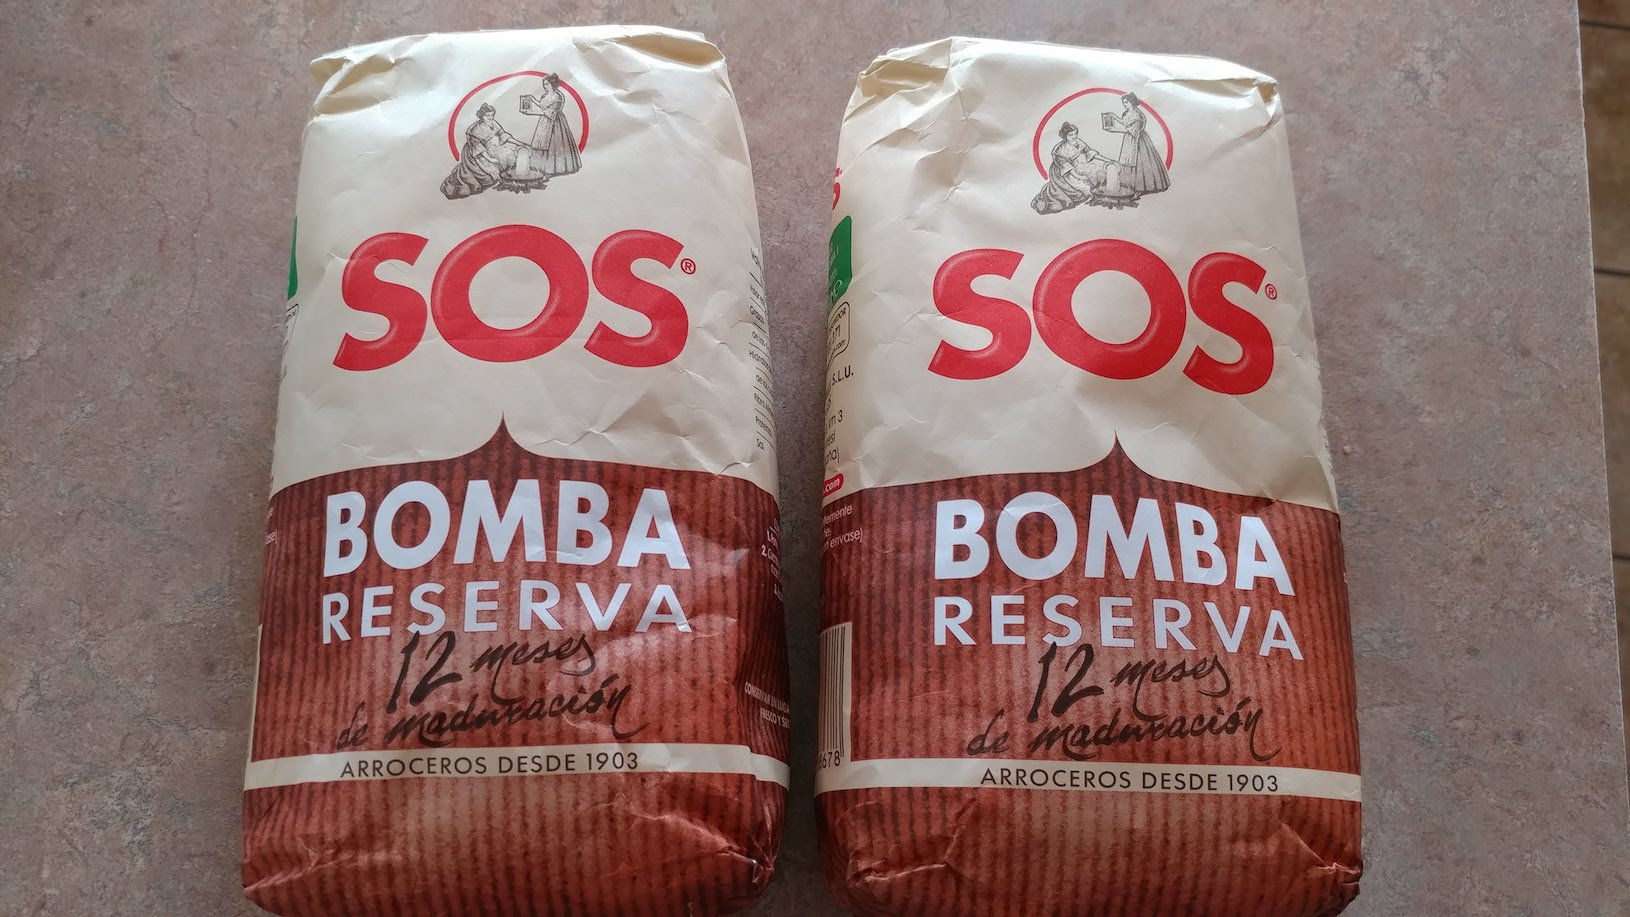 SOS®
BOMBA
RESERVA
12 meses
de maduración
ARROCEROS DESDE 1903
SOS®
BOMBA
RESERVA
12 meses
de maduración
ARROCEROS DESDE 1903
S.L.U.
envase)